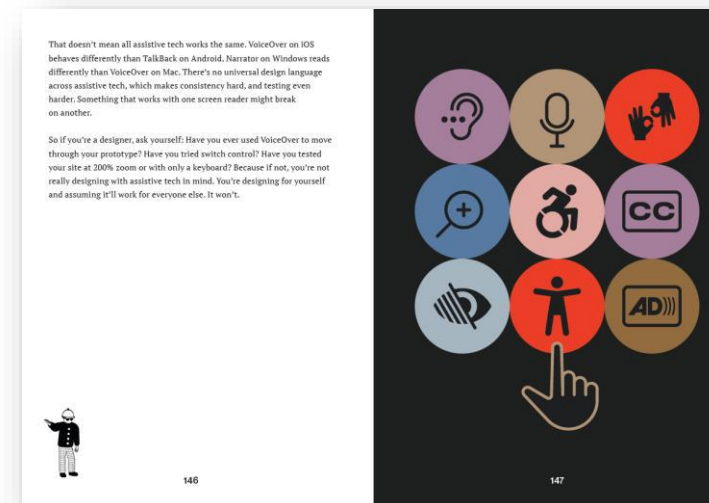 That doesn’t mean all assistive tech works the same. VoiceOver on iOS
behaves differently than TalkBack on Android. Narrator on Windows reads
differently than VoiceOver on Mac. There’s no universal design language
across assistive tech, which makes consistency hard, and testing even
harder. Something that works with one screen reader might break
on another.
So if you’re a designer, ask yourself: Have you ever used VoiceOver to move
through your prototype? Have you tried switch control? Have you tested
your site at 200% zoom or with only a keyboard? Because if not, you’re not
really designing with assistive tech in mind. You’re designing for yourself
and assuming it’ll work for everyone else. It won’t.
146
CC
AD
147